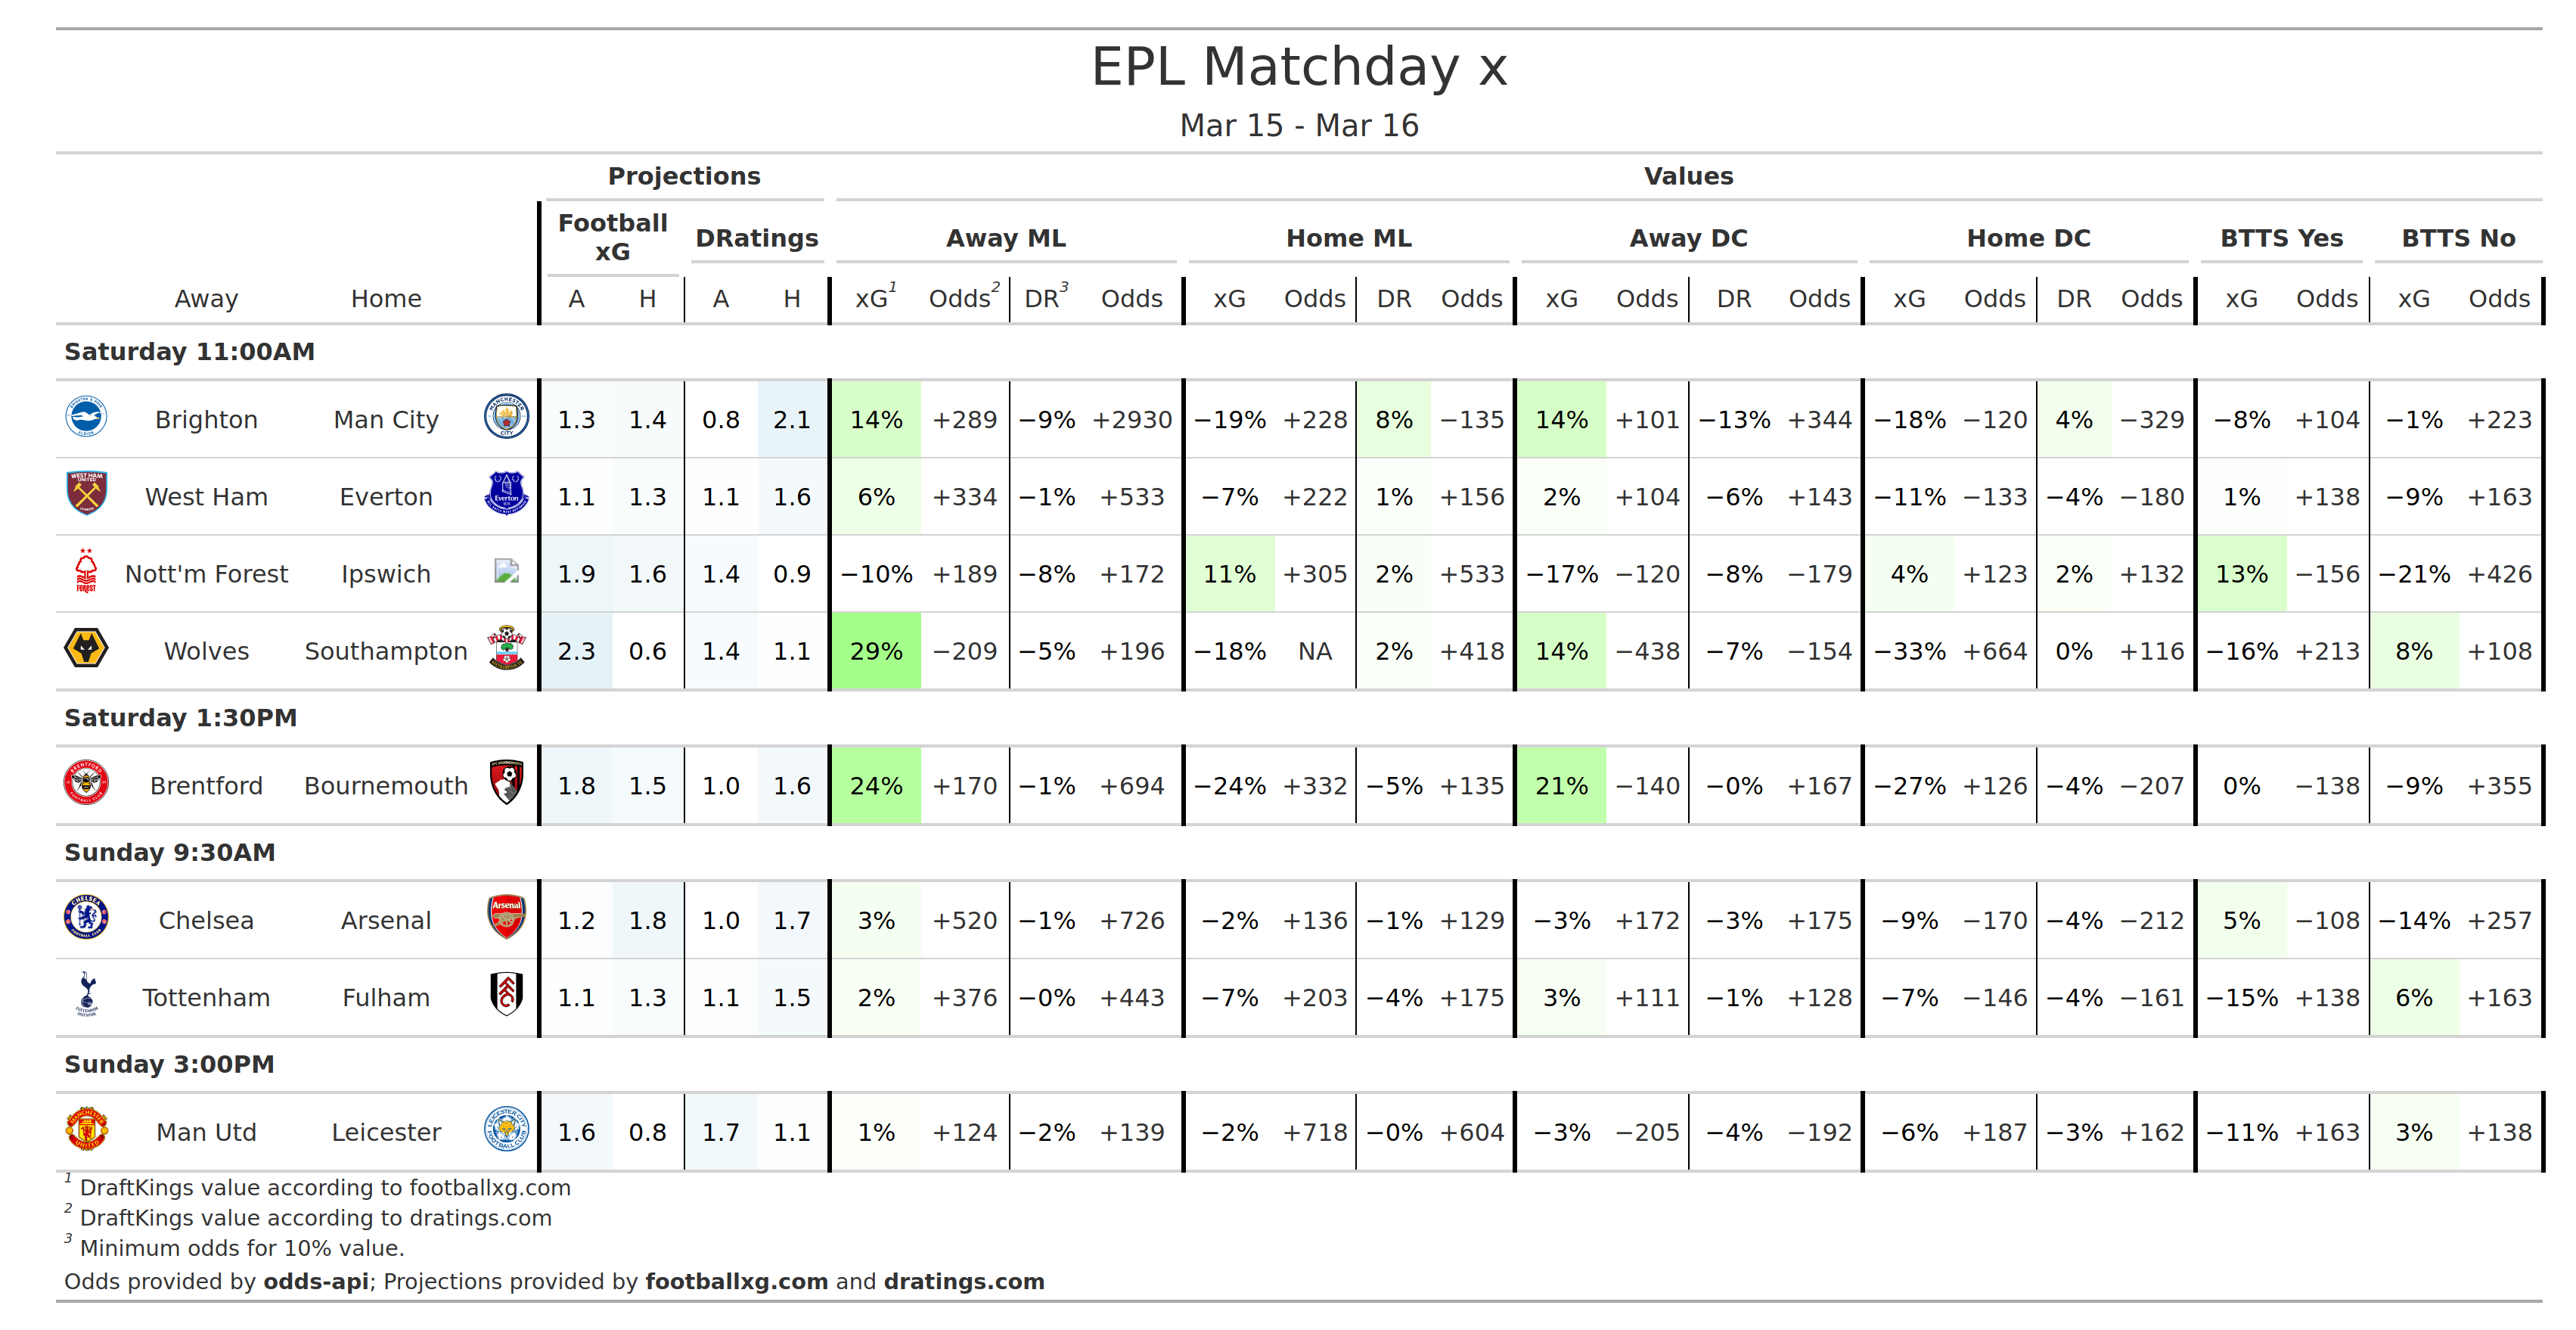 EPL Matchday x
Mar 15 - Mar 16
Projections Values
Football xG DRatings Away ML Home ML Away DC Home DC BTTS Yes BTTS No
Away Home A H A H xG1 Odds2 DR3 Odds xG Odds DR Odds xG Odds DR Odds xG Odds DR Odds xG Odds xG Odds
Saturday 11:00AM
Brighton Man City 1.3 1.4 0.8 2.1 14% +289 −9% +2930 −19% +228 8% −135 14% +101 −13% +344 −18% −120 4% −329 −8% +104 −1% +223
West Ham Everton 1.1 1.3 1.1 1.6 6% +334 −1% +533 −7% +222 1% +156 2% +104 −6% +143 −11% −133 −4% −180 1% +138 −9% +163
Nott'm Forest Ipswich 1.9 1.6 1.4 0.9 −10% +189 −8% +172 11% +305 2% +533 −17% −120 −8% −179 4% +123 2% +132 13% −156 −21% +426
Wolves Southampton 2.3 0.6 1.4 1.1 29% −209 −5% +196 −18% NA 2% +418 14% −438 −7% −154 −33% +664 0% +116 −16% +213 8% +108
Saturday 1:30PM
Brentford Bournemouth 1.8 1.5 1.0 1.6 24% +170 −1% +694 −24% +332 −5% +135 21% −140 −0% +167 −27% +126 −4% −207 0% −138 −9% +355
Sunday 9:30AM
Chelsea Arsenal 1.2 1.8 1.0 1.7 3% +520 −1% +726 −2% +136 −1% +129 −3% +172 −3% +175 −9% −170 −4% −212 5% −108 −14% +257
Tottenham Fulham 1.1 1.3 1.1 1.5 2% +376 −0% +443 −7% +203 −4% +175 3% +111 −1% +128 −7% −146 −4% −161 −15% +138 6% +163
Sunday 3:00PM
Man Utd Leicester 1.6 0.8 1.7 1.1 1% +124 −2% +139 −2% +718 −0% +604 −3% −205 −4% −192 −6% +187 −3% +162 −11% +163 3% +138
1 DraftKings value according to footballxg.com
2 DraftKings value according to dratings.com
3 Minimum odds for 10% value.
Odds provided by odds-api; Projections provided by footballxg.com and dratings.com